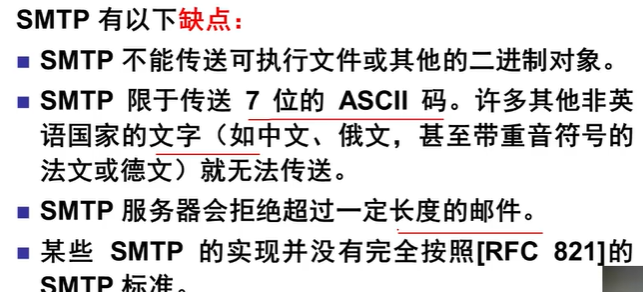 SMTP 有以下缺点：
■ SMTP 不能传送可执行文件或其他的二进制对象。
■ SMTP 限于传送 7 位的 ASCII 码。许多其他非英
语国家的文字（如中文、俄文，甚至带重音符号的
法文或德文）就无法传送。
■ SMTP 服务器会拒绝超过一定长度的邮件。
■ 某些 SMTP 的实现并没有完全按照[RFC 821]的
SMTP 标准。